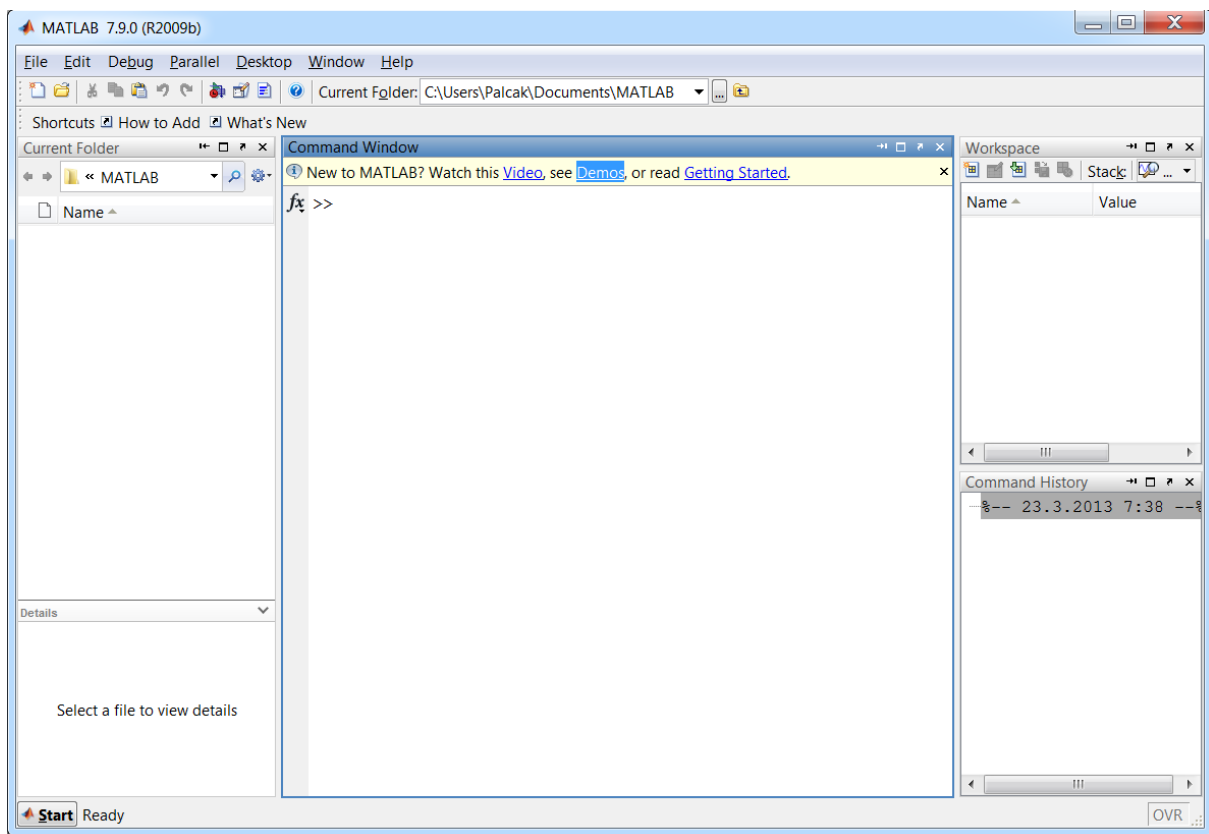 MATLAB 7.9.0 (R2009b)
File Edit Debug Parallel Desktop Window Help
Current Folder: C:\Users\Palcak\Documents\MATLAB ...
Shortcuts How to Add What's New
Current Folder
« MATLAB
Name
Details
Select a file to view details
Command Window
New to MATLAB? Watch this Video, see Demos, or read Getting Started.
fx >>
Workspace
Stack: ...
Name Value
Command History
%-- 23.3.2013 7:38 --%
Start Ready
OVR